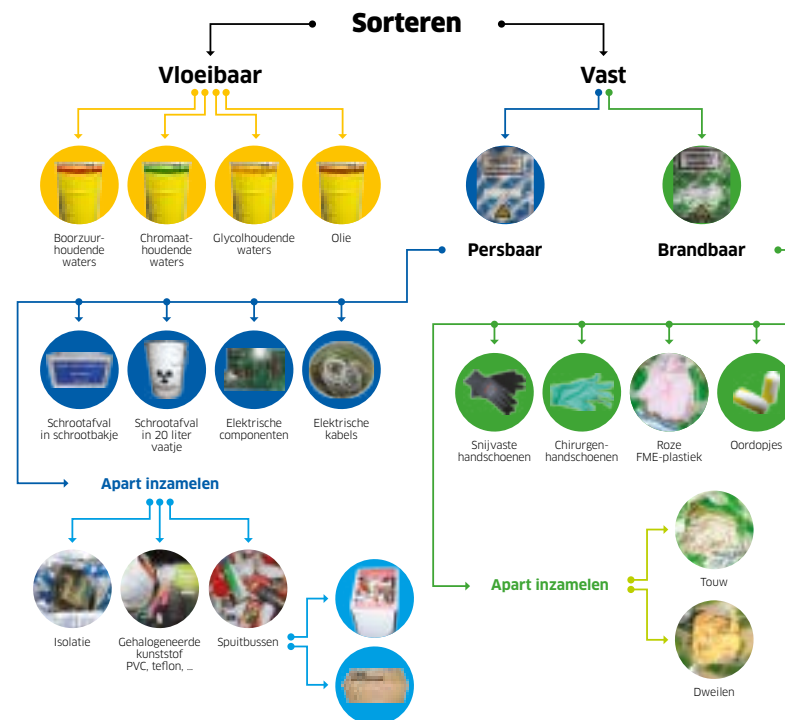 Sorteren
Vloeibaar
Vast
Boorzuur-
houdende
waters
Chromaat-
houdende
waters
Glycolhoudende
waters
Olie
Persbaar
Brandbaar
Schrootafval
in schrootbakje
Schrootafval
in 20 liter
vaatje
Elektrische
componenten
Elektrische
kabels
Snijvaste
handschoenen
Chirurgen-
handschoenen
Roze
FME-plastiek
Oordopjes
Apart inzamelen
Isolatie
Gehalogeneerde
kunststof
PVC, teflon, ...
Spuitbussen
Apart inzamelen
Touw
Dweilen